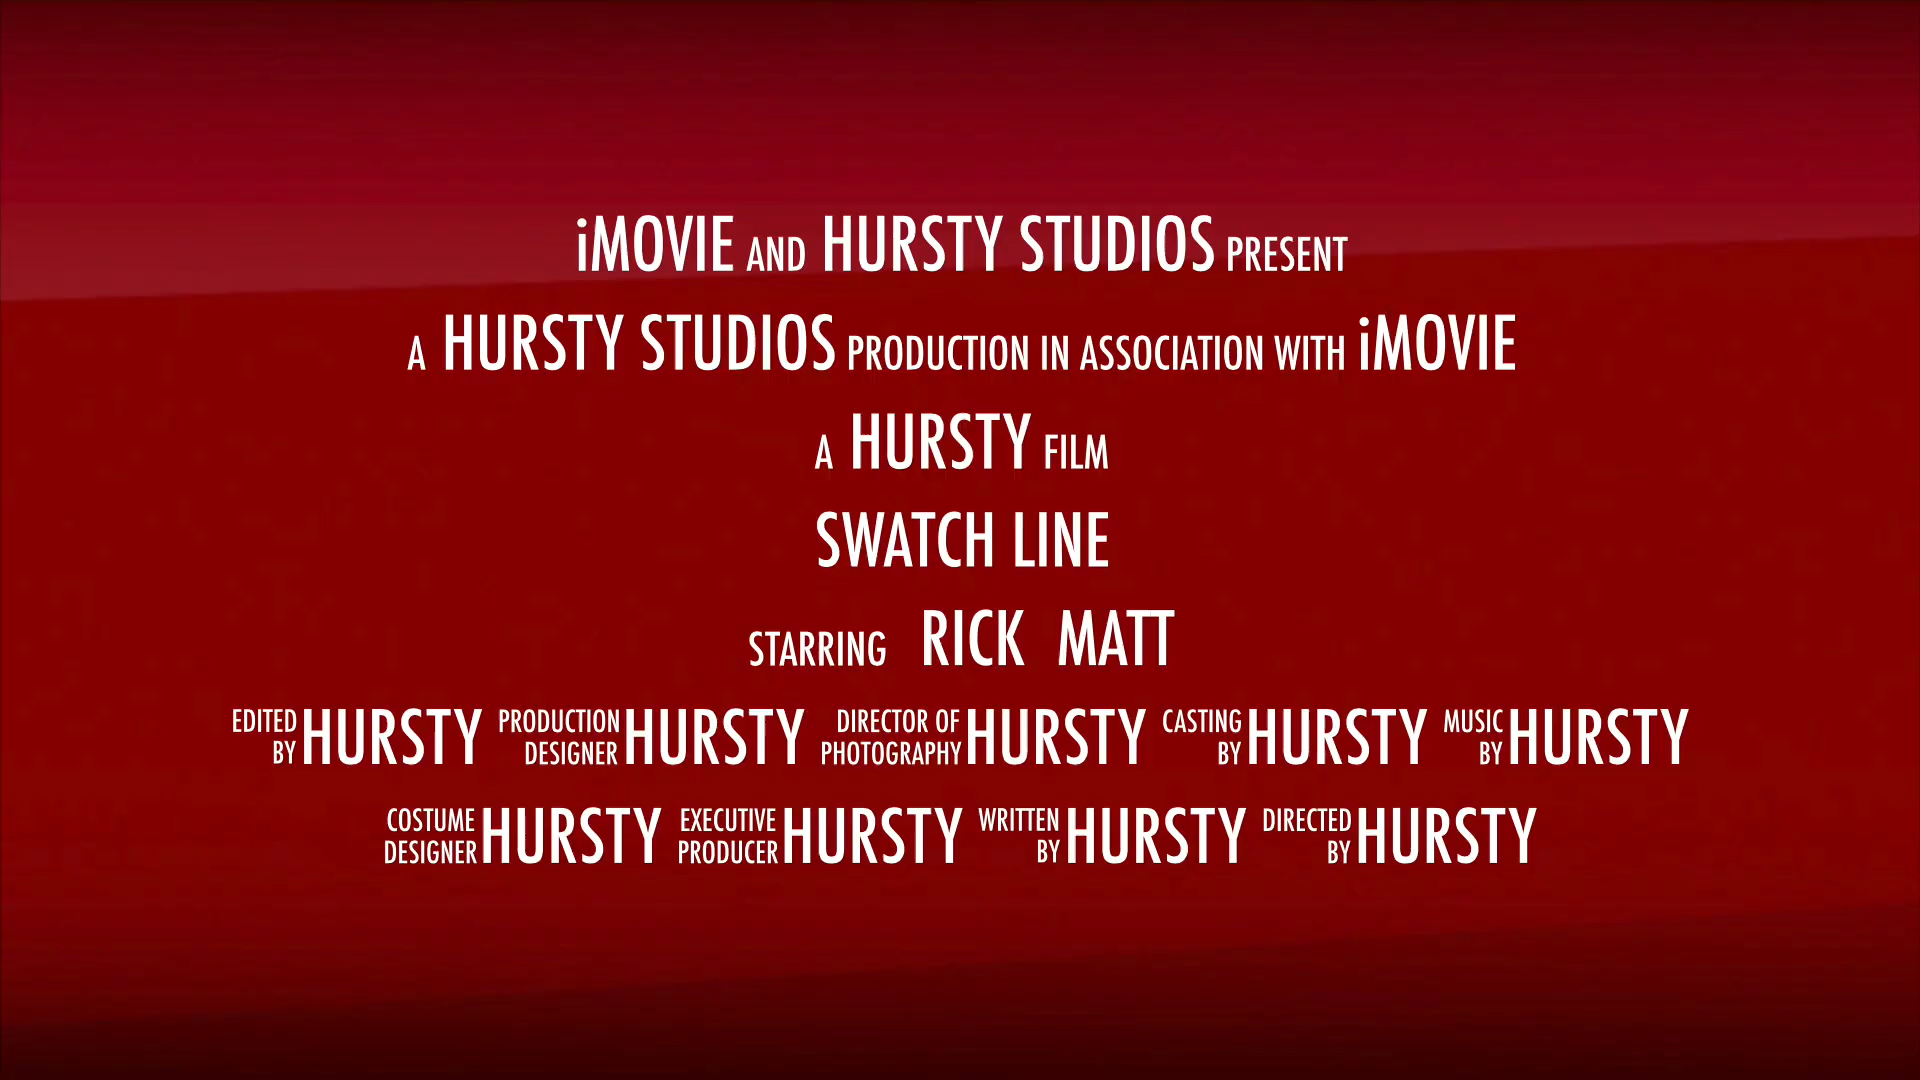 iMOVIE AND HURSTY STUDIOS PRESENT
A HURSTY STUDIOS PRODUCTION IN ASSOCIATION WITH iMOVIE
A HURSTY FILM
SWATCH LINE
STARRING RICK MATT
EDITED BY HURSTY PRODUCTION DESIGNER HURSTY DIRECTOR OF PHOTOGRAPHY HURSTY CASTING BY HURSTY MUSIC BY HURSTY
COSTUME DESIGNER HURSTY EXECUTIVE PRODUCER HURSTY WRITTEN BY HURSTY DIRECTED BY HURSTY